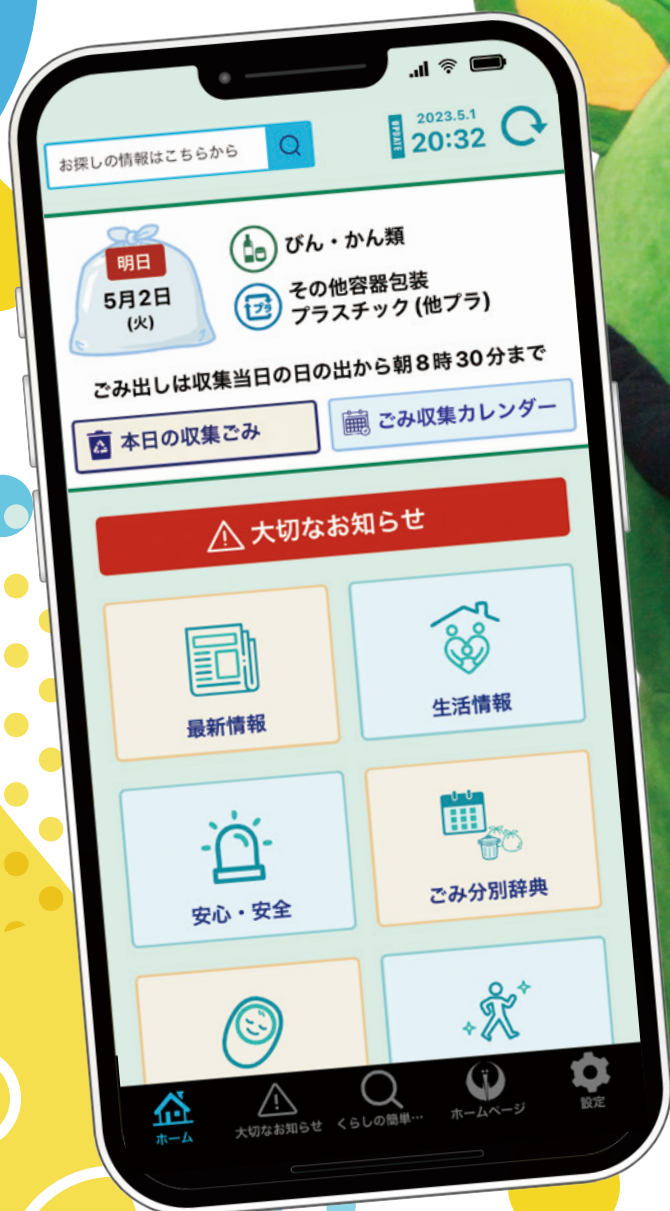 お探しの情報はこちらから
UPDATE
2023.5.1
20:32
明日
5月2日
(火)
びん・かん類
プラ
その他容器包装
プラスチック(他プラ)
ごみ出しは収集当日の日の出から朝8時30分まで
本日の収集ごみ
ごみ収集カレンダー
大切なお知らせ
最新情報
生活情報
安心・安全
ごみ分別辞典
ホーム
大切なお知らせ
くらしの簡単…
ホームページ
設定